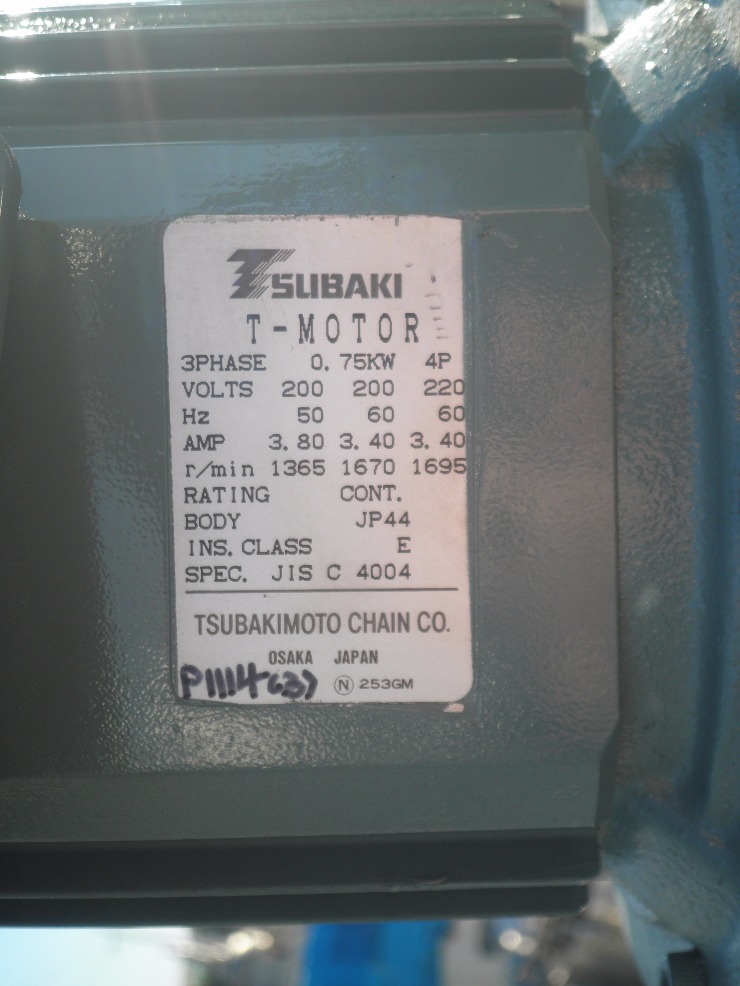 TSUBAKI
T-MOTOR
3PHASE 0.75KW 4P
VOLTS 200 200 220
Hz 50 60 60
AMP 3.80 3.40 3.40
r/min 1365 1670 1695
RATING CONT.
BODY JP44
INS. CLASS E
SPEC. JIS C 4004
TSUBAKIMOTO CHAIN CO.
OSAKA JAPAN
P1114(37)
Ⓝ 253GM